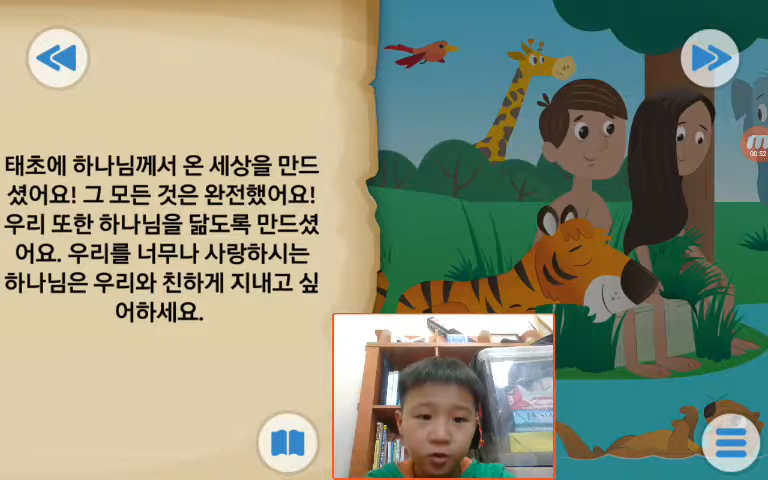 태초에 하나님께서 온 세상을 만드
셨어요! 그 모든 것은 완전했어요!
우리 또한 하나님을 닮도록 만드셨
어요. 우리를 너무나 사랑하시는
하나님은 우리와 친하게 지내고 싶
어하세요.
00:52